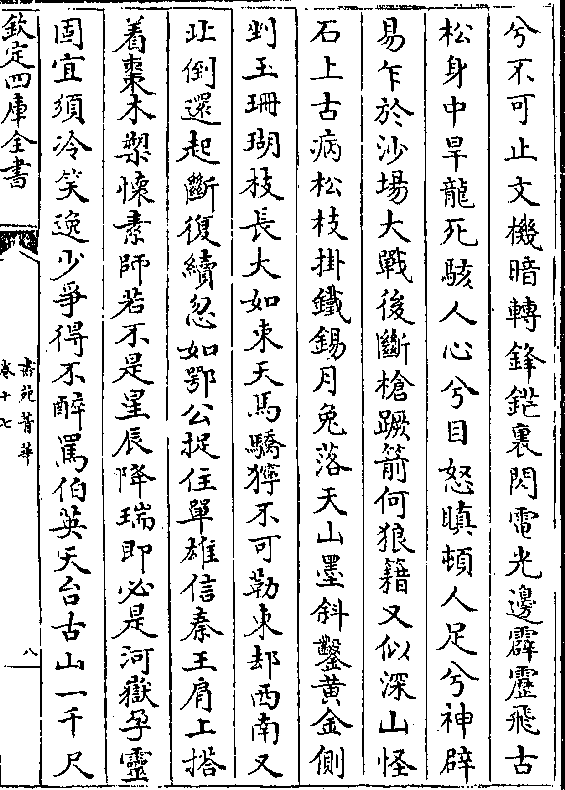 兮不可止文機暗轉鋒鋩裏閃電光邊霹靂飛古
松身中旱龍死駭人心兮目怒瞋頓人足兮神辟
易乍於沙場大戰後斷槍蹶箭何狼籍又似深山怪
石上古病松枝掛鐵錫月兔落天山墨斜鑿黃金側
剉玉珊瑚枝長大如束天馬驕獰不可勒東却西南又
北倒還起斷復續忽如鄂公捉住單雄信秦王肩上搭
着棗木槊懷素師若不是星辰降瑞即必是河嶽孕靈
固宜須冷笑逸少爭得不醉罵伯英天台古山一千尺
欽定四庫全書
書苑菁華
卷十七
八